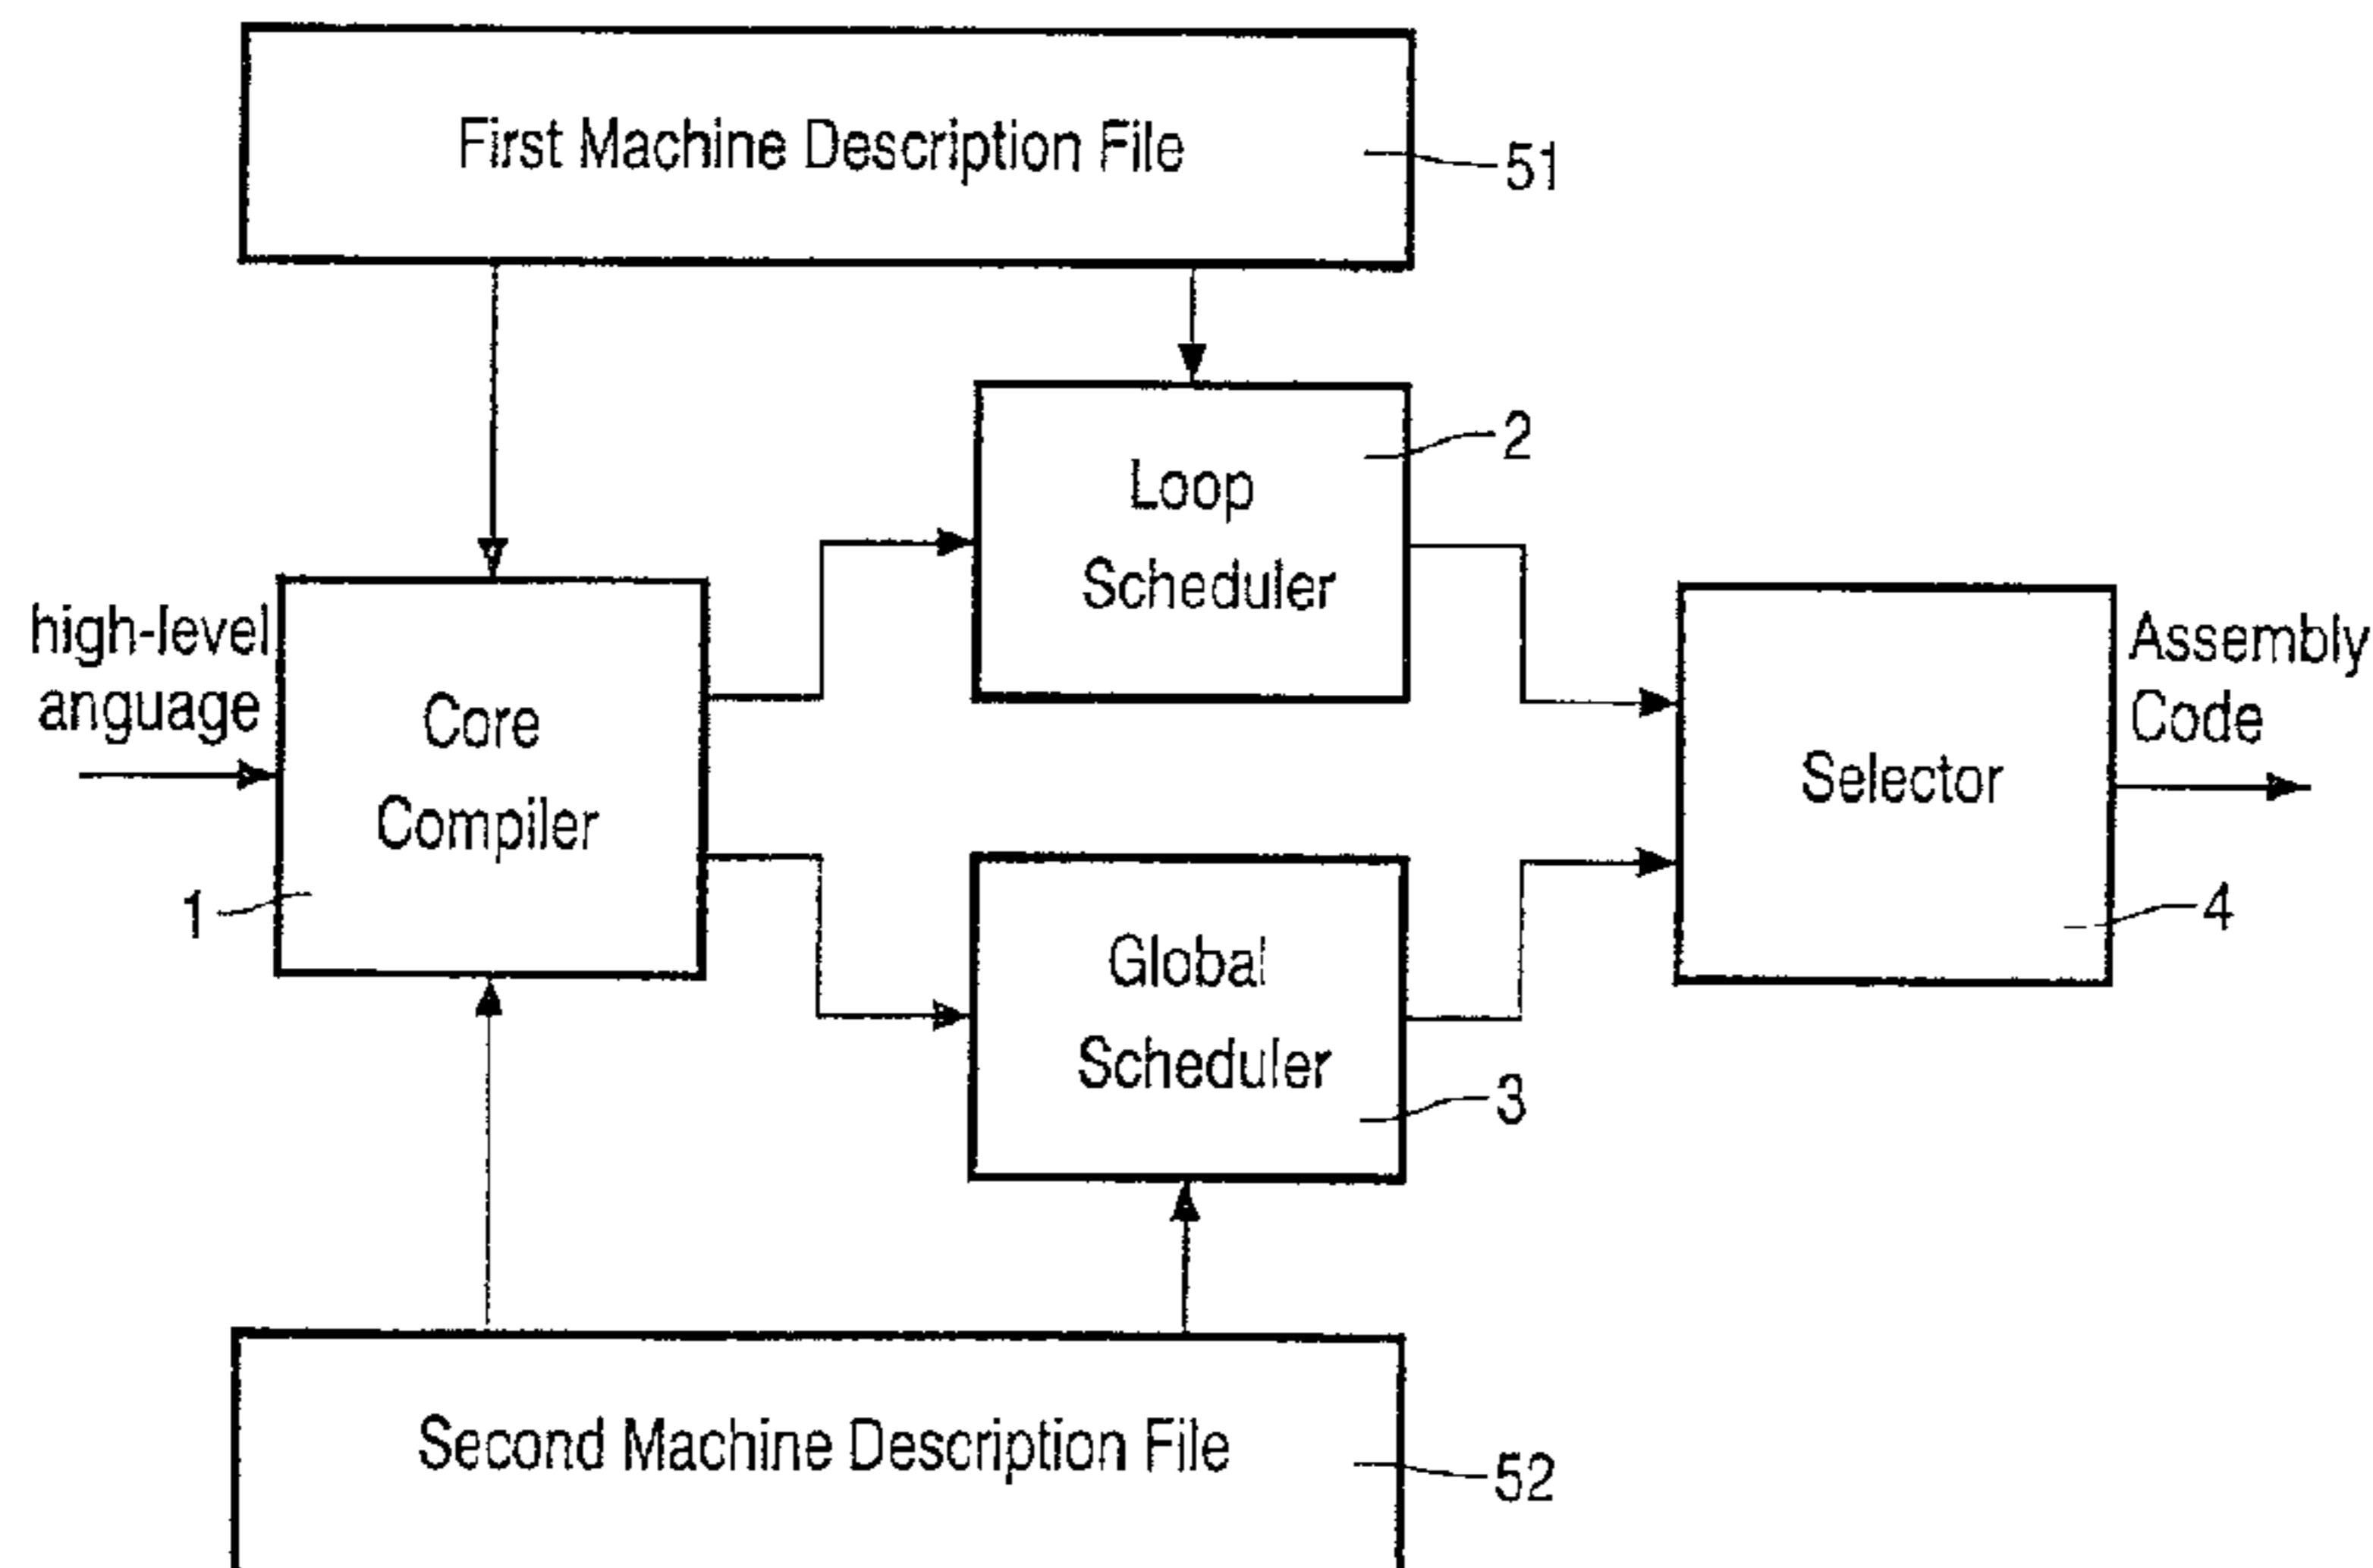 First Machine Description File
51
2
Loop
Scheduler
high-level
anguage
Core
Compiler
1
Assembly
Code
Selector
4
Global
Scheduler
3
Second Machine Description File
52